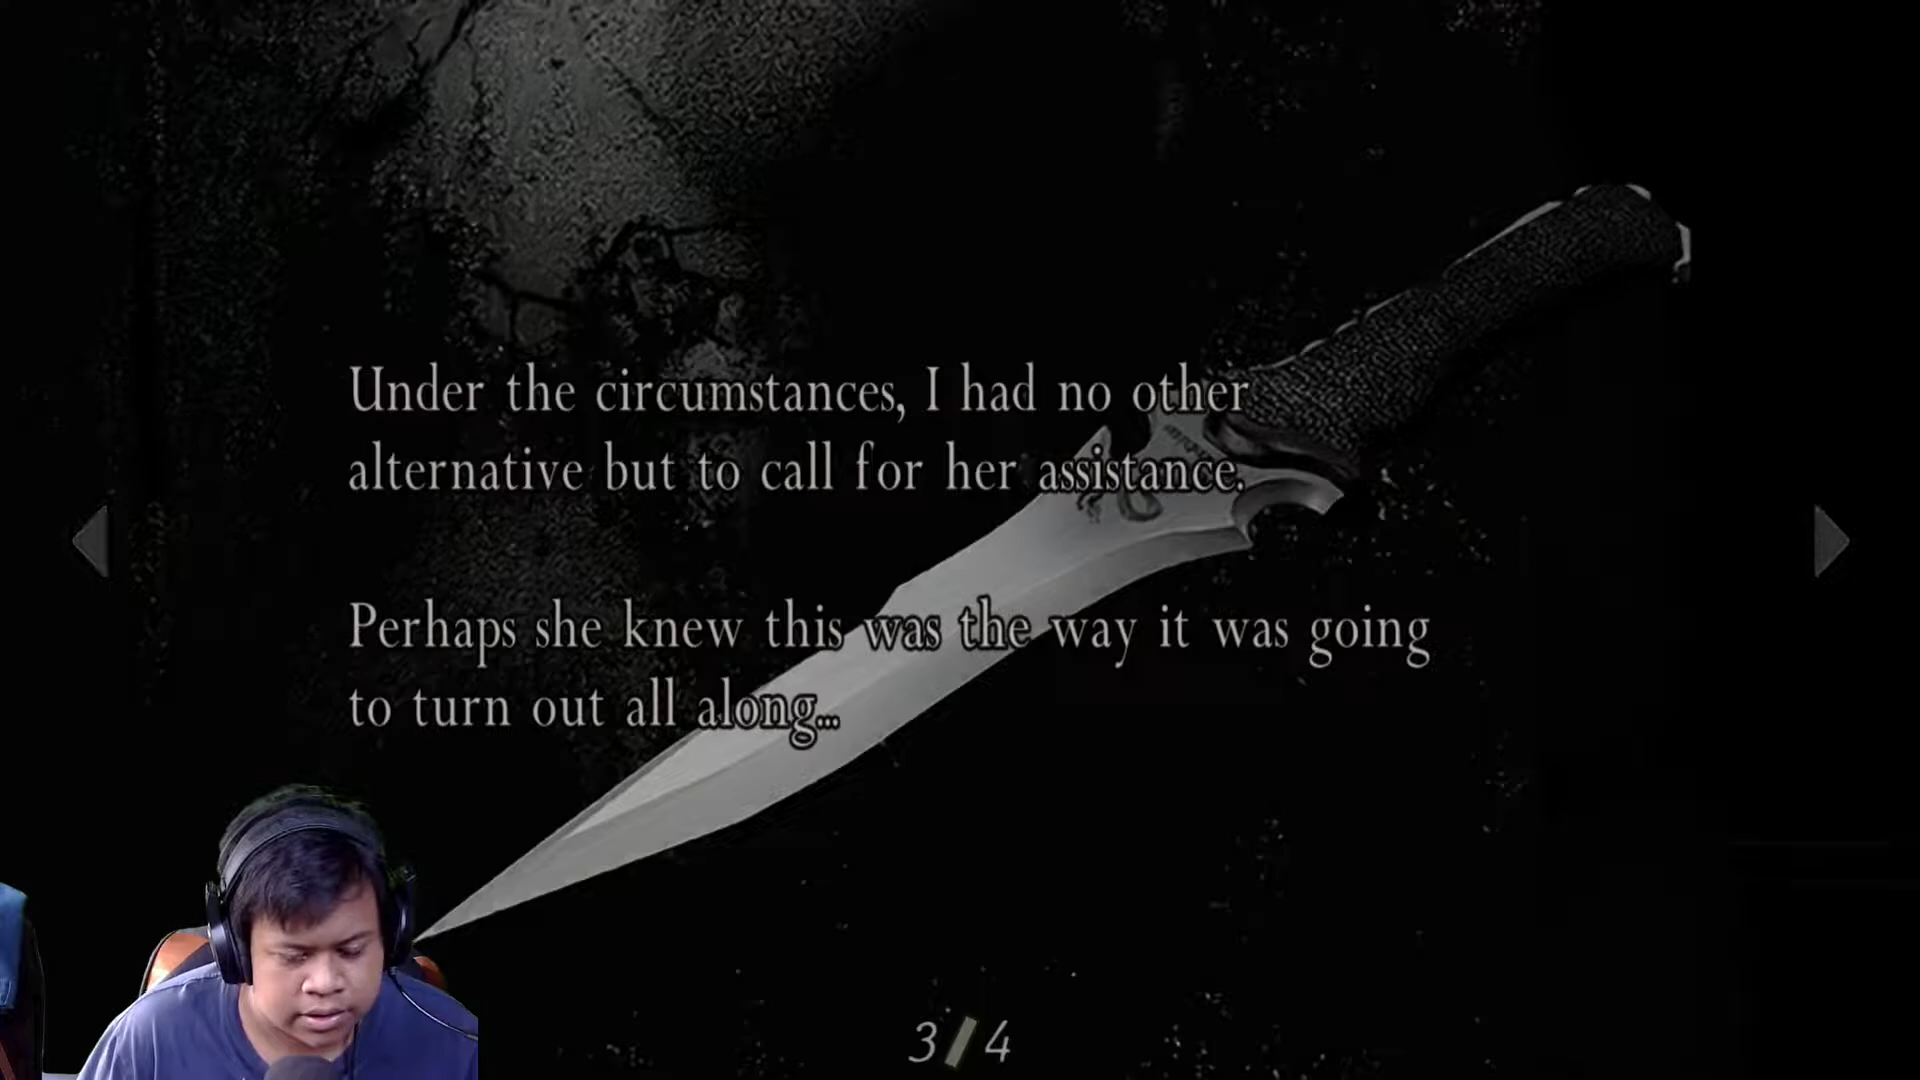 Under the circumstances, I had no other
alternative but to call for her assistance.
Perhaps she knew this was the way it was going
to turn out all along...
3/4